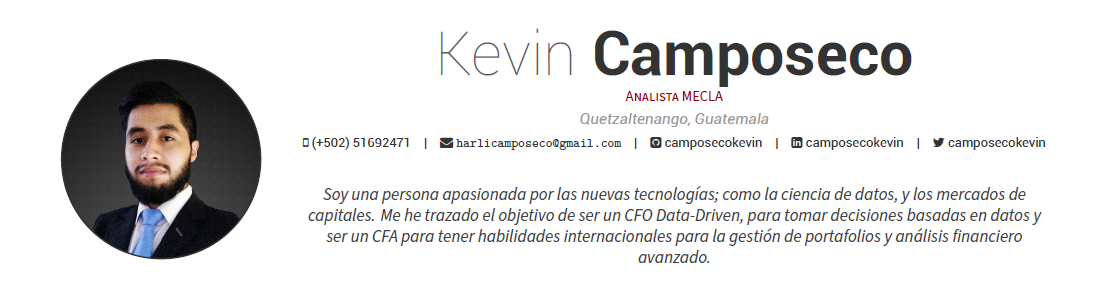 Kevin Camposeco
Analista MECLA
Quetzaltenango, Guatemala
(+502) 51692471 | harlicamposeco@gmail.com | camposecokevin | camposecokevin | camposecokevin
Soy una persona apasionada por las nuevas tecnologías; como la ciencia de datos, y los mercados de
capitales. Me he trazado el objetivo de ser un CFO Data-Driven, para tomar decisiones basadas en datos y
ser un CFA para tener habilidades internacionales para la gestión de portafolios y análisis financiero
avanzado.